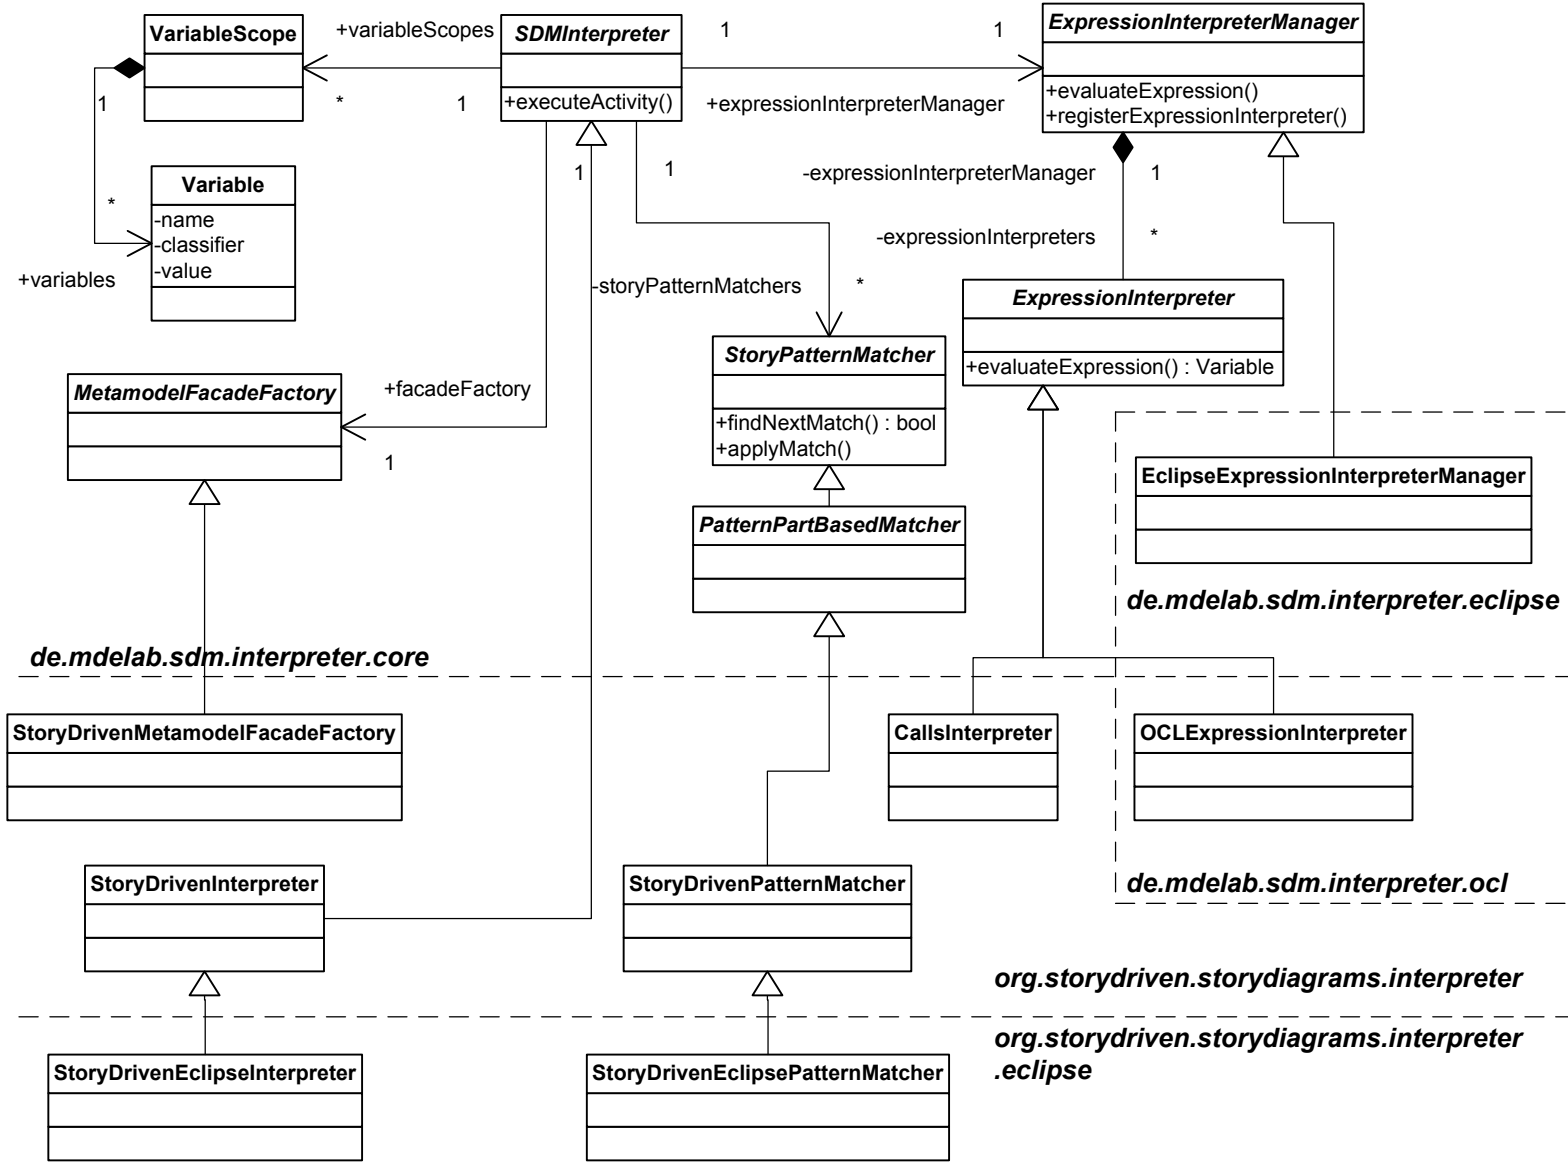 VariableScope
+variableScopes
SDMInterpreter
1
1
ExpressionInterpreterManager
*
1
+executeActivity()
+expressionInterpreterManager
+evaluateExpression()
+registerExpressionInterpreter()
1
Variable
-name
-classifier
-value
*
+variables
1
1
-expressionInterpreterManager
1
-expressionInterpreters
*
-storyPatternMatchers
*
ExpressionInterpreter
+evaluateExpression() : Variable
StoryPatternMatcher
+findNextMatch() : bool
+applyMatch()
MetamodelFacadeFactory
+facadeFactory
1
EclipseExpressionInterpreterManager
PatternPartBasedMatcher
de.mdelab.sdm.interpreter.eclipse
de.mdelab.sdm.interpreter.core
StoryDrivenMetamodelFacadeFactory
CallsInterpreter
OCLExpressionInterpreter
StoryDrivenInterpreter
StoryDrivenPatternMatcher
de.mdelab.sdm.interpreter.ocl
org.storydriven.storydiagrams.interpreter
org.storydriven.storydiagrams.interpreter
.eclipse
StoryDrivenEclipseInterpreter
StoryDrivenEclipsePatternMatcher